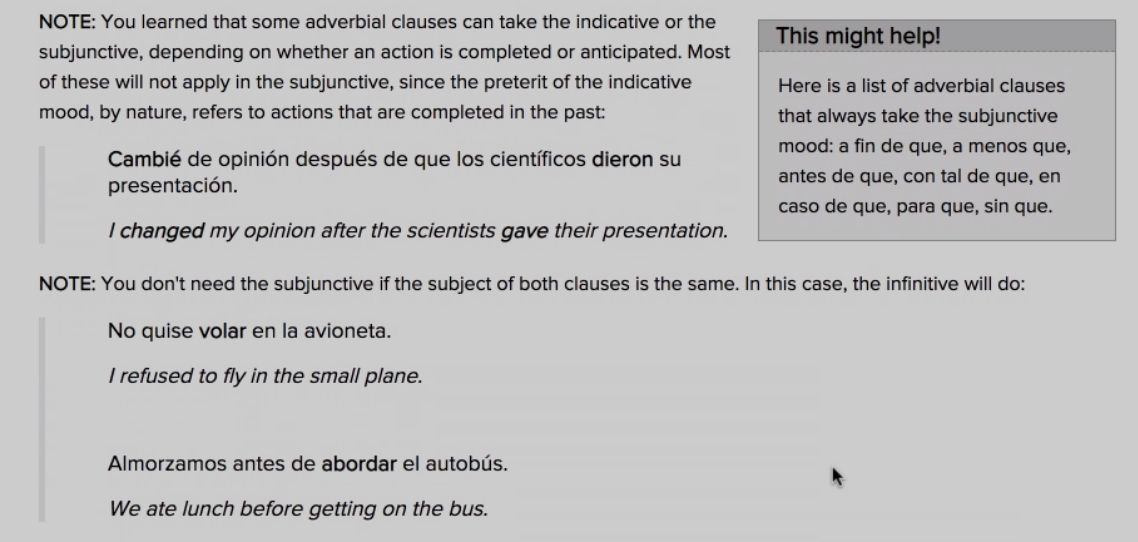 NOTE: You learned that some adverbial clauses can take the indicative or the
subjunctive, depending on whether an action is completed or anticipated. Most
of these will not apply in the subjunctive, since the preterit of the indicative
mood, by nature, refers to actions that are completed in the past:
Cambié de opinión después de que los científicos dieron su
presentación.
I changed my opinion after the scientists gave their presentation.
This might help!
Here is a list of adverbial clauses
that always take the subjunctive
mood: a fin de que, a menos que,
antes de que, con tal de que, en
caso de que, para que, sin que.
NOTE: You don't need the subjunctive if the subject of both clauses is the same. In this case, the infinitive will do:
No quise volar en la avioneta.
I refused to fly in the small plane.
Almorzamos antes de abordar el autobús.
We ate lunch before getting on the bus.